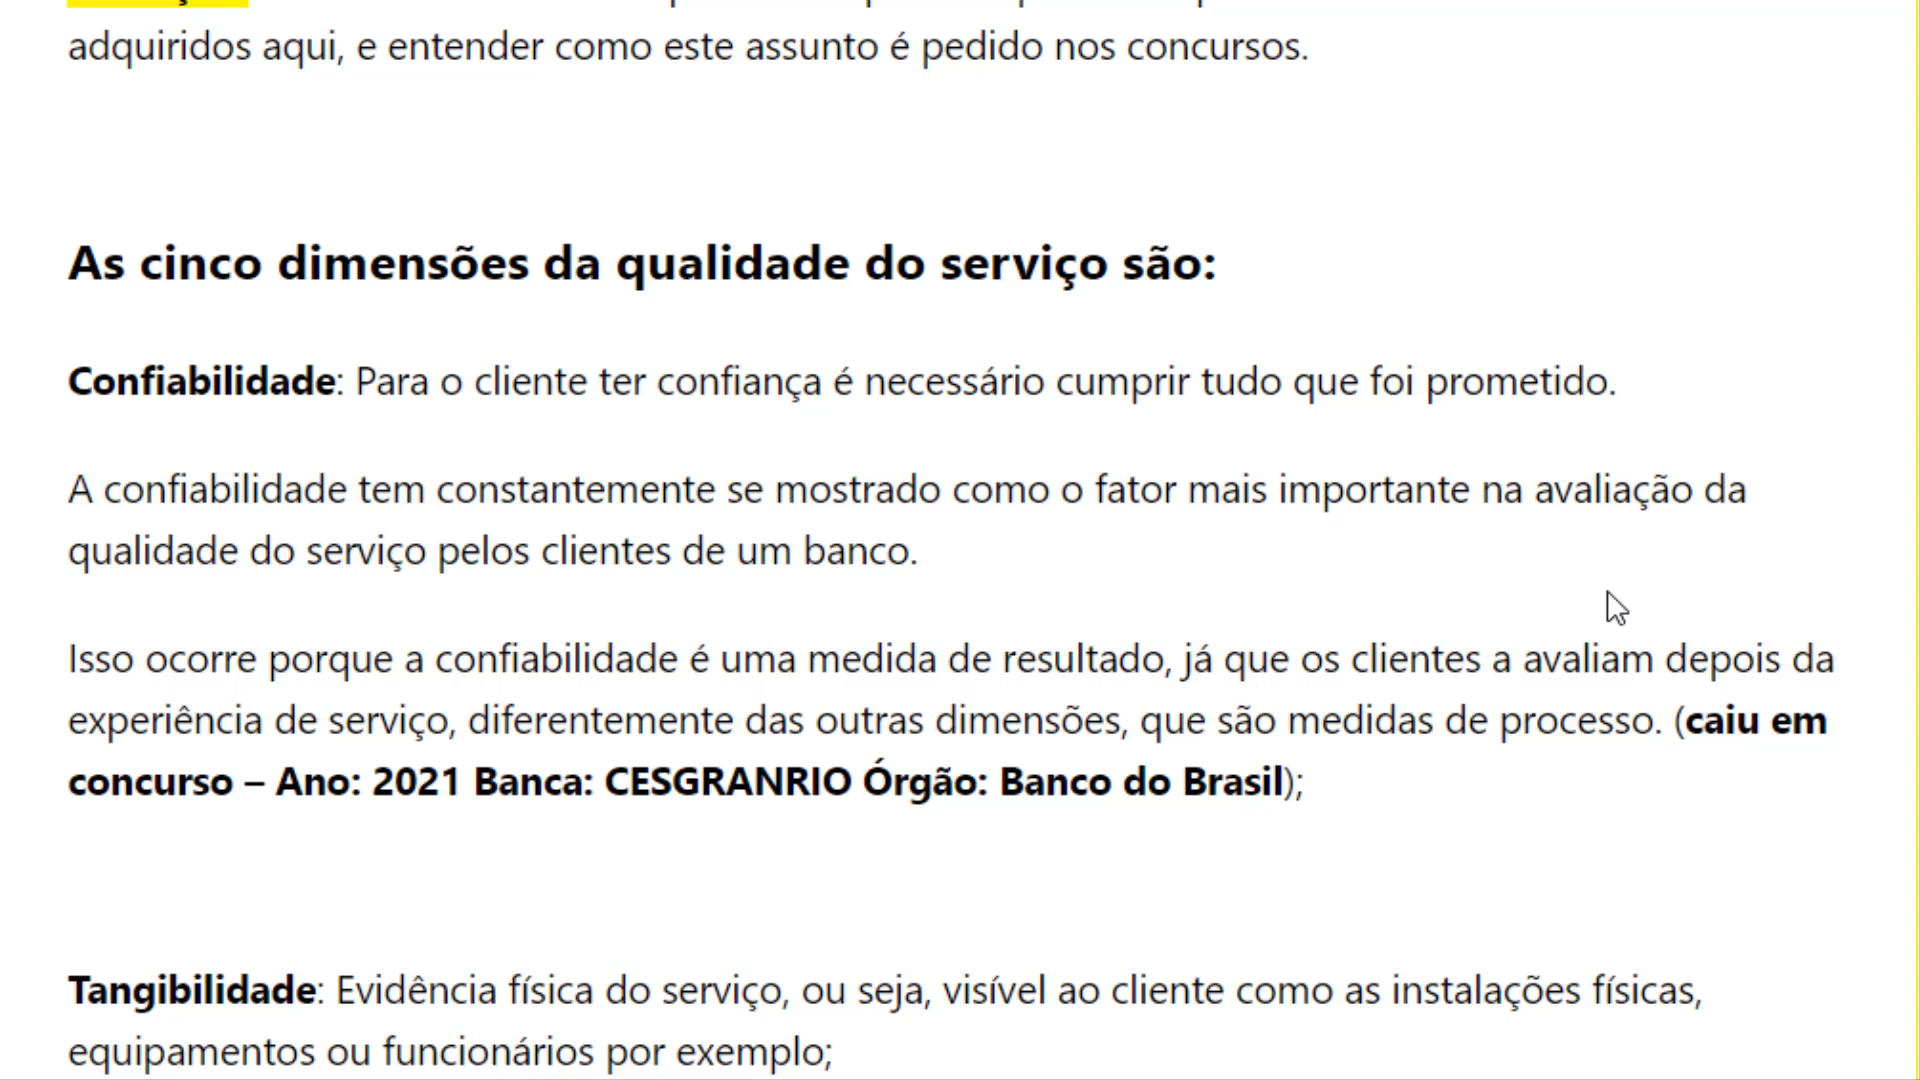 adquiridos aqui, e entender como este assunto é pedido nos concursos.
As cinco dimensões da qualidade do serviço são:
Confiabilidade: Para o cliente ter confiança é necessário cumprir tudo que foi prometido.
A confiabilidade tem constantemente se mostrado como o fator mais importante na avaliação da
qualidade do serviço pelos clientes de um banco.
Isso ocorre porque a confiabilidade é uma medida de resultado, já que os clientes a avaliam depois da
experiência de serviço, diferentemente das outras dimensões, que são medidas de processo. (caiu em
concurso – Ano: 2021 Banca: CESGRANRIO Órgão: Banco do Brasil);
Tangibilidade: Evidência física do serviço, ou seja, visível ao cliente como as instalações físicas,
equipamentos ou funcionários por exemplo;